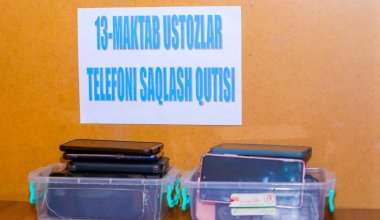 13-MAKTAB USTOZLAR
TELEFONI SAQLASH QUTISI